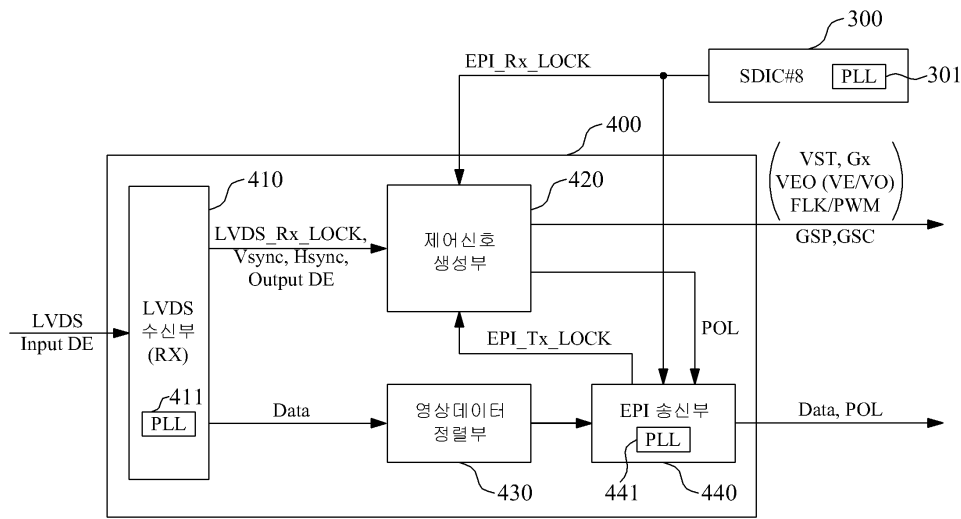 300
EPI_Rx_LOCK
SDIC#8
PLL
301
400
410
420
VST, Gx
VEO (VE/VO)
FLK/PWM
GSP,GSC
LVDS_Rx_LOCK,
Vsync, Hsync,
Output DE
제어신호
생성부
LVDS
Input DE
LVDS
수신부
(RX)
EPI_Tx_LOCK
POL
411
PLL
Data
영상데이터
정렬부
EPI 송신부
PLL
Data, POL
430
441
440